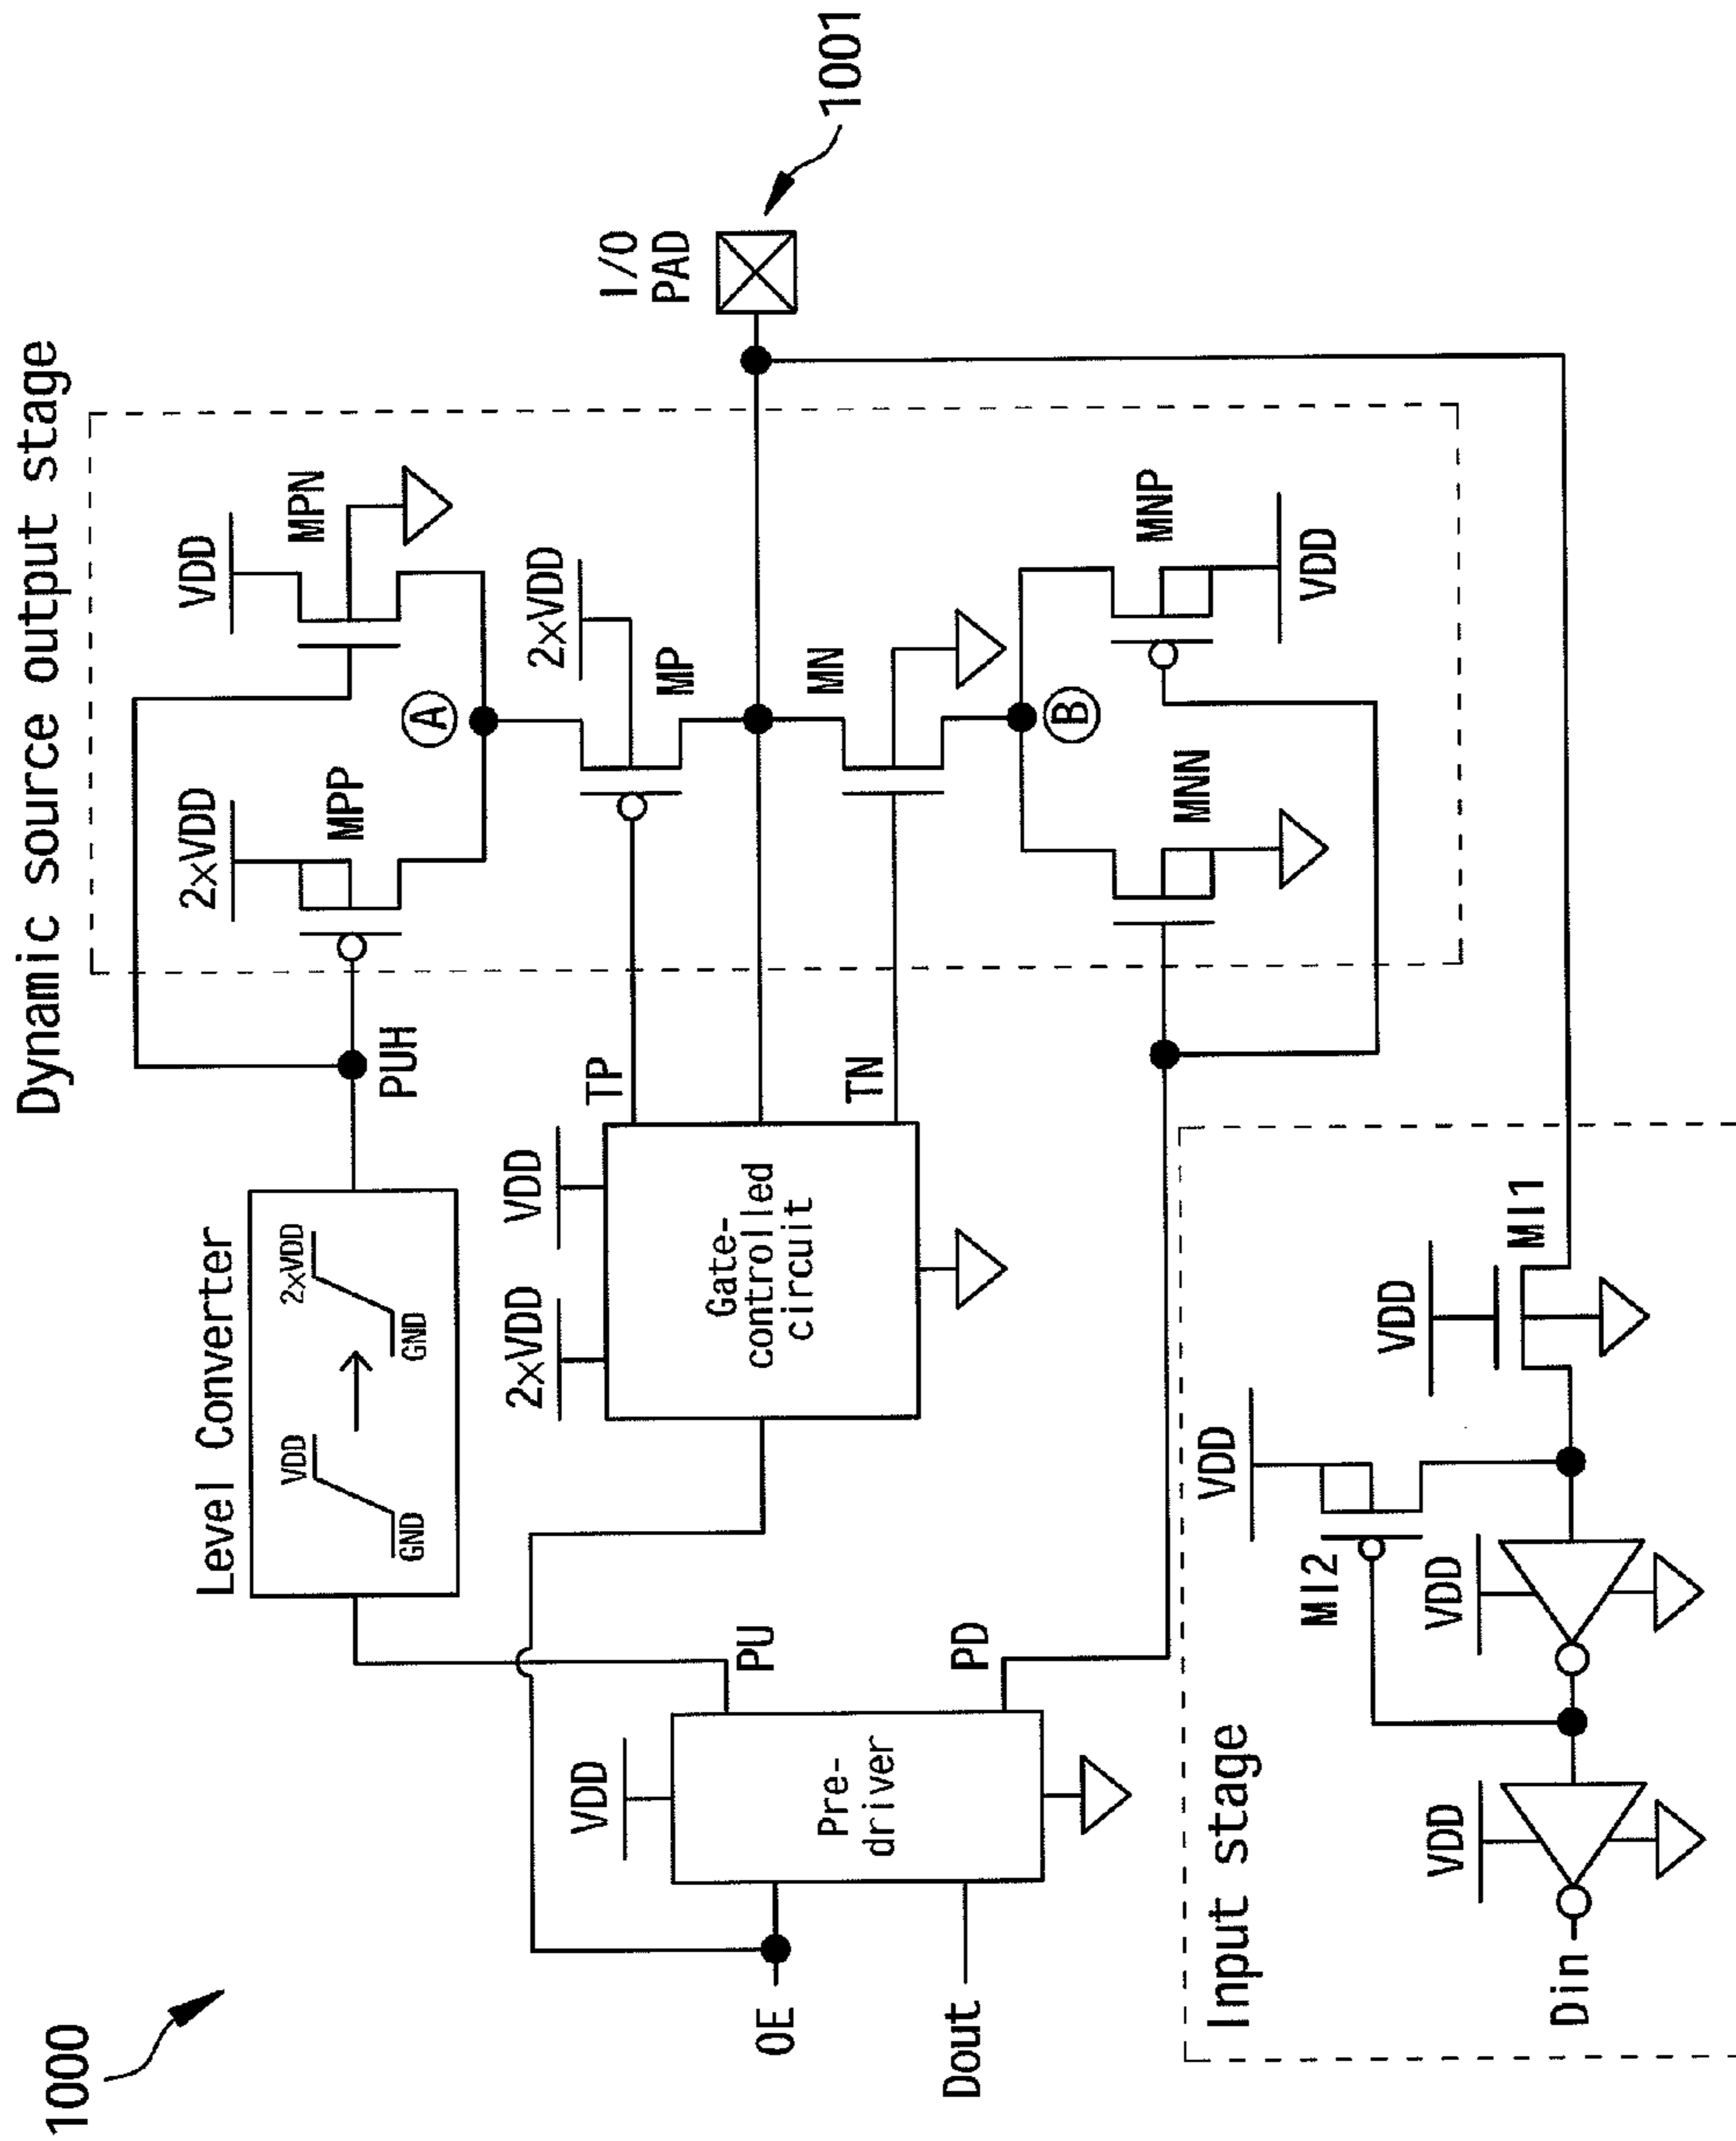 1000
Dynamic source output stage
Level Converter
VDD
GND
2×VDD
GND
PUH
2×VDD
MPP
VDD
MPN
A
2×VDD
VDD
Gate-
controlled
circuit
TP
TN
2×VDD
MP
MN
I/O
PAD
1001
B
MNN
MNP
VDD
OE
Dout
VDD
Pre-
driver
PU
PD
Input stage
VDD
MI2
VDD
MI1
VDD
VDD
Din